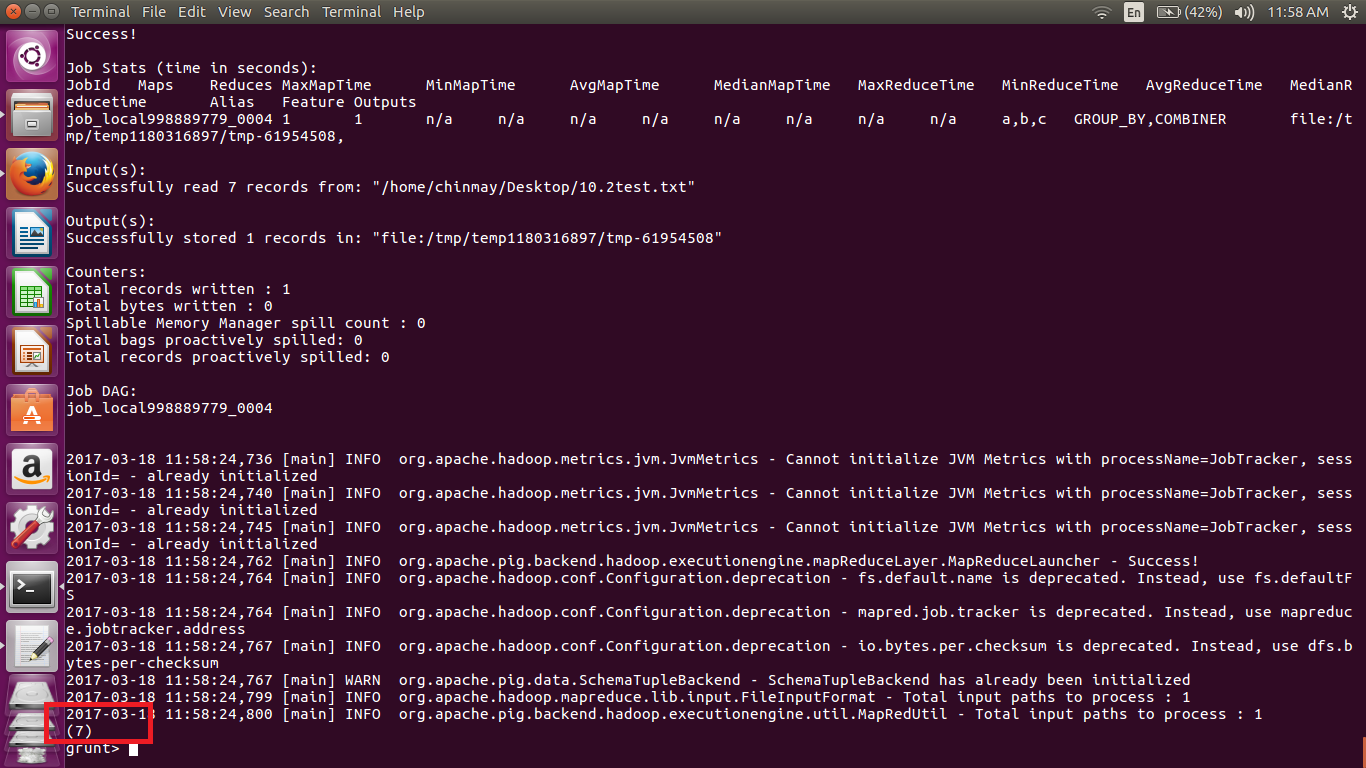 Terminal File Edit View Search Terminal Help En (42%) 11:58 AM
Success!
Job Stats (time in seconds):
JobId Maps Reduces MaxMapTime MinMapTime AvgMapTime MedianMapTime MaxReduceTime MinReduceTime AvgReduceTime MedianR
educetime Alias Feature Outputs
job_local998889779_0004 1 1 n/a n/a n/a n/a n/a n/a n/a n/a a,b,c GROUP_BY,COMBINER file:/t
mp/temp1180316897/tmp-61954508,
Input(s):
Successfully read 7 records from: "/home/chinmay/Desktop/10.2test.txt"
Output(s):
Successfully stored 1 records in: "file:/tmp/temp1180316897/tmp-61954508"
Counters:
Total records written : 1
Total bytes written : 0
Spillable Memory Manager spill count : 0
Total bags proactively spilled: 0
Total records proactively spilled: 0
Job DAG:
job_local998889779_0004
2017-03-18 11:58:24,736 [main] INFO org.apache.hadoop.metrics.jvm.JvmMetrics - Cannot initialize JVM Metrics with processName=JobTracker, sess
ionId= - already initialized
2017-03-18 11:58:24,740 [main] INFO org.apache.hadoop.metrics.jvm.JvmMetrics - Cannot initialize JVM Metrics with processName=JobTracker, sess
ionId= - already initialized
2017-03-18 11:58:24,745 [main] INFO org.apache.hadoop.metrics.jvm.JvmMetrics - Cannot initialize JVM Metrics with processName=JobTracker, sess
ionId= - already initialized
2017-03-18 11:58:24,762 [main] INFO org.apache.pig.backend.hadoop.executionengine.mapReduceLayer.MapReduceLauncher - Success!
2017-03-18 11:58:24,764 [main] INFO org.apache.hadoop.conf.Configuration.deprecation - fs.default.name is deprecated. Instead, use fs.defaultF
S
2017-03-18 11:58:24,764 [main] INFO org.apache.hadoop.conf.Configuration.deprecation - mapred.job.tracker is deprecated. Instead, use mapreduc
e.jobtracker.address
2017-03-18 11:58:24,767 [main] INFO org.apache.hadoop.conf.Configuration.deprecation - io.bytes.per.checksum is deprecated. Instead, use dfs.b
ytes-per-checksum
2017-03-18 11:58:24,767 [main] WARN org.apache.pig.data.SchemaTupleBackend - SchemaTupleBackend has already been initialized
2017-03-18 11:58:24,799 [main] INFO org.apache.hadoop.mapreduce.lib.input.FileInputFormat - Total input paths to process : 1
2017-03-18 11:58:24,800 [main] INFO org.apache.pig.backend.hadoop.executionengine.util.MapRedUtil - Total input paths to process : 1
(7)
grunt>